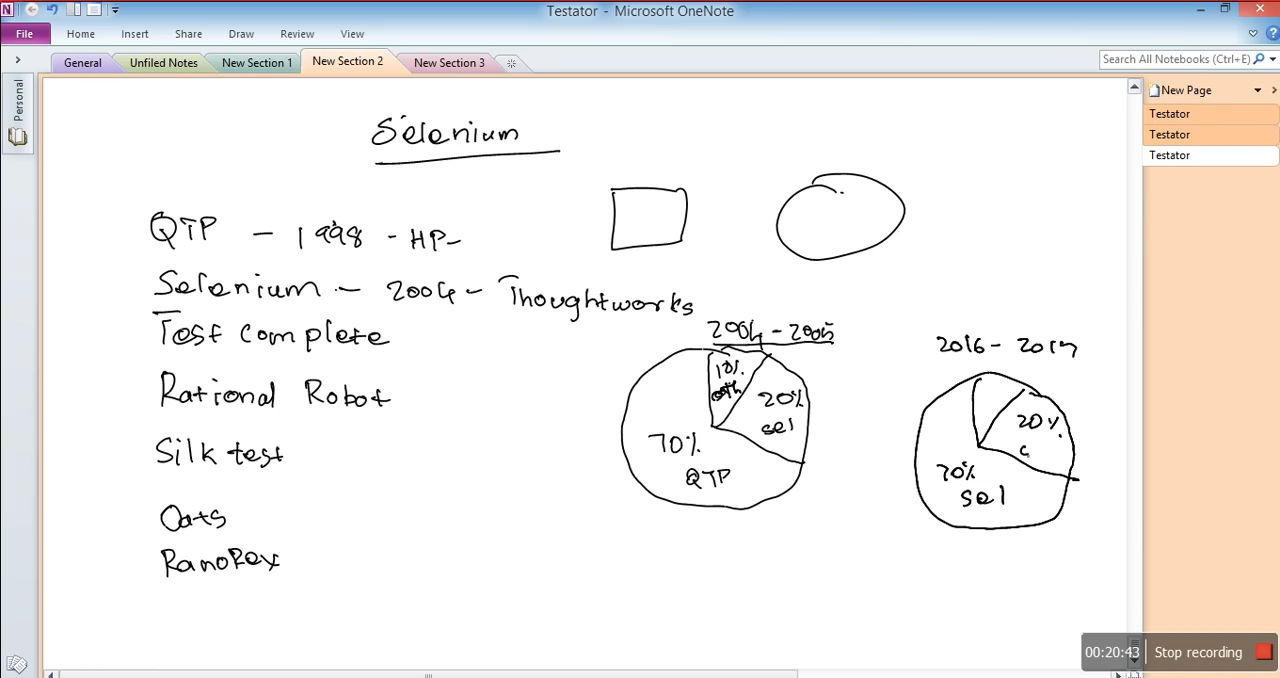 Testator - Microsoft OneNote
File Home Insert Share Draw Review View
General Unfiled Notes New Section 1 New Section 2 New Section 3
Search All Notebooks (Ctrl+E)
Personal
New Page
Testator
Testator
Testator
Selenium
QTP - 1998 - HP-
Selenium - 2004 - Thoughtworks
Test complete
Rational Robot
Silk test
Oats
RanoRex
2004 - 2005
10%
oth
20%
sel
70%
QTP
2016 - 2017
20%
70%
sel
00:20:43 Stop recording